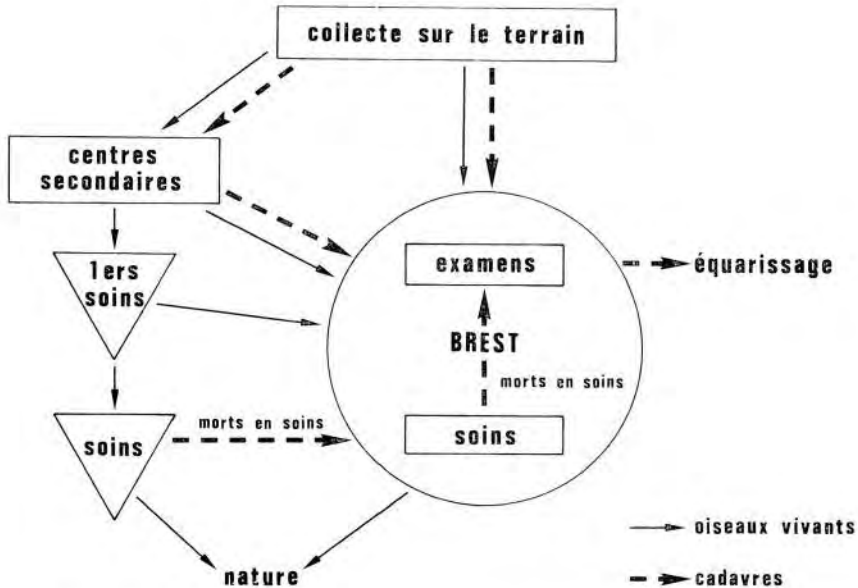 collecte sur le terrain
centres
secondaires
1ers
soins
examens
équarissage
BREST
morts en soins
soins
morts en soins
soins
nature
oiseaux vivants
cadavres